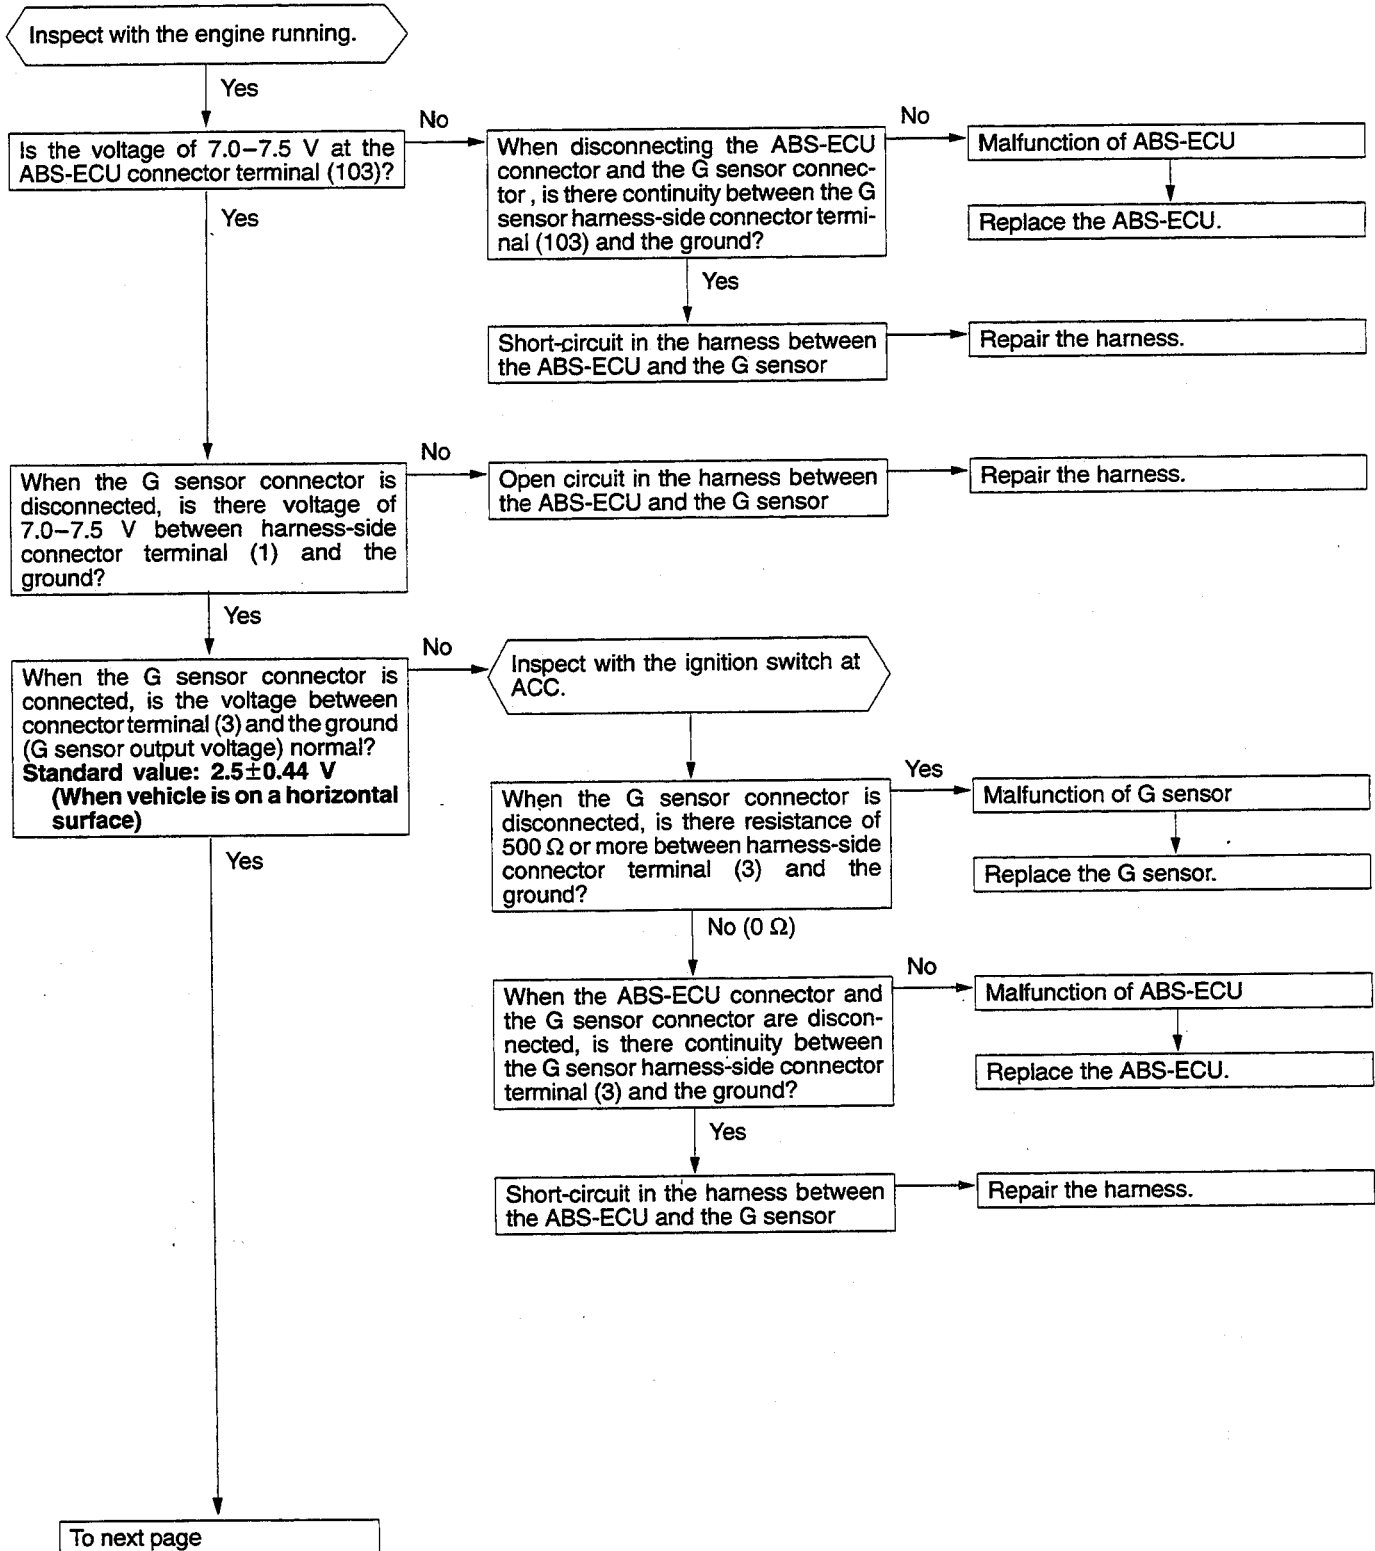 Inspect with the engine running.
Yes
Is the voltage of 7.0–7.5 V at the
ABS-ECU connector terminal (103)?
No
When disconnecting the ABS-ECU
connector and the G sensor connec-
tor , is there continuity between the G
sensor harness-side connector termi-
nal (103) and the ground?
No
Malfunction of ABS-ECU
Replace the ABS-ECU.
Yes
Short-circuit in the harness between
the ABS-ECU and the G sensor
Repair the harness.
Yes
When the G sensor connector is
disconnected, is there voltage of
7.0–7.5 V between harness-side
connector terminal (1) and the
ground?
No
Open circuit in the harness between
the ABS-ECU and the G sensor
Repair the harness.
Yes
When the G sensor connector is
connected, is the voltage between
connector terminal (3) and the ground
(G sensor output voltage) normal?
Standard value: 2.5±0.44 V
(When vehicle is on a horizontal
surface)
No
Inspect with the ignition switch at
ACC.
When the G sensor connector is
disconnected, is there resistance of
500 Ω or more between harness-side
connector terminal (3) and the
ground?
Yes
Malfunction of G sensor
Replace the G sensor.
No (0 Ω)
When the ABS-ECU connector and
the G sensor connector are discon-
nected, is there continuity between
the G sensor harness-side connector
terminal (3) and the ground?
No
Malfunction of ABS-ECU
Replace the ABS-ECU.
Yes
Short-circuit in the harness between
the ABS-ECU and the G sensor
Repair the harness.
Yes
To next page